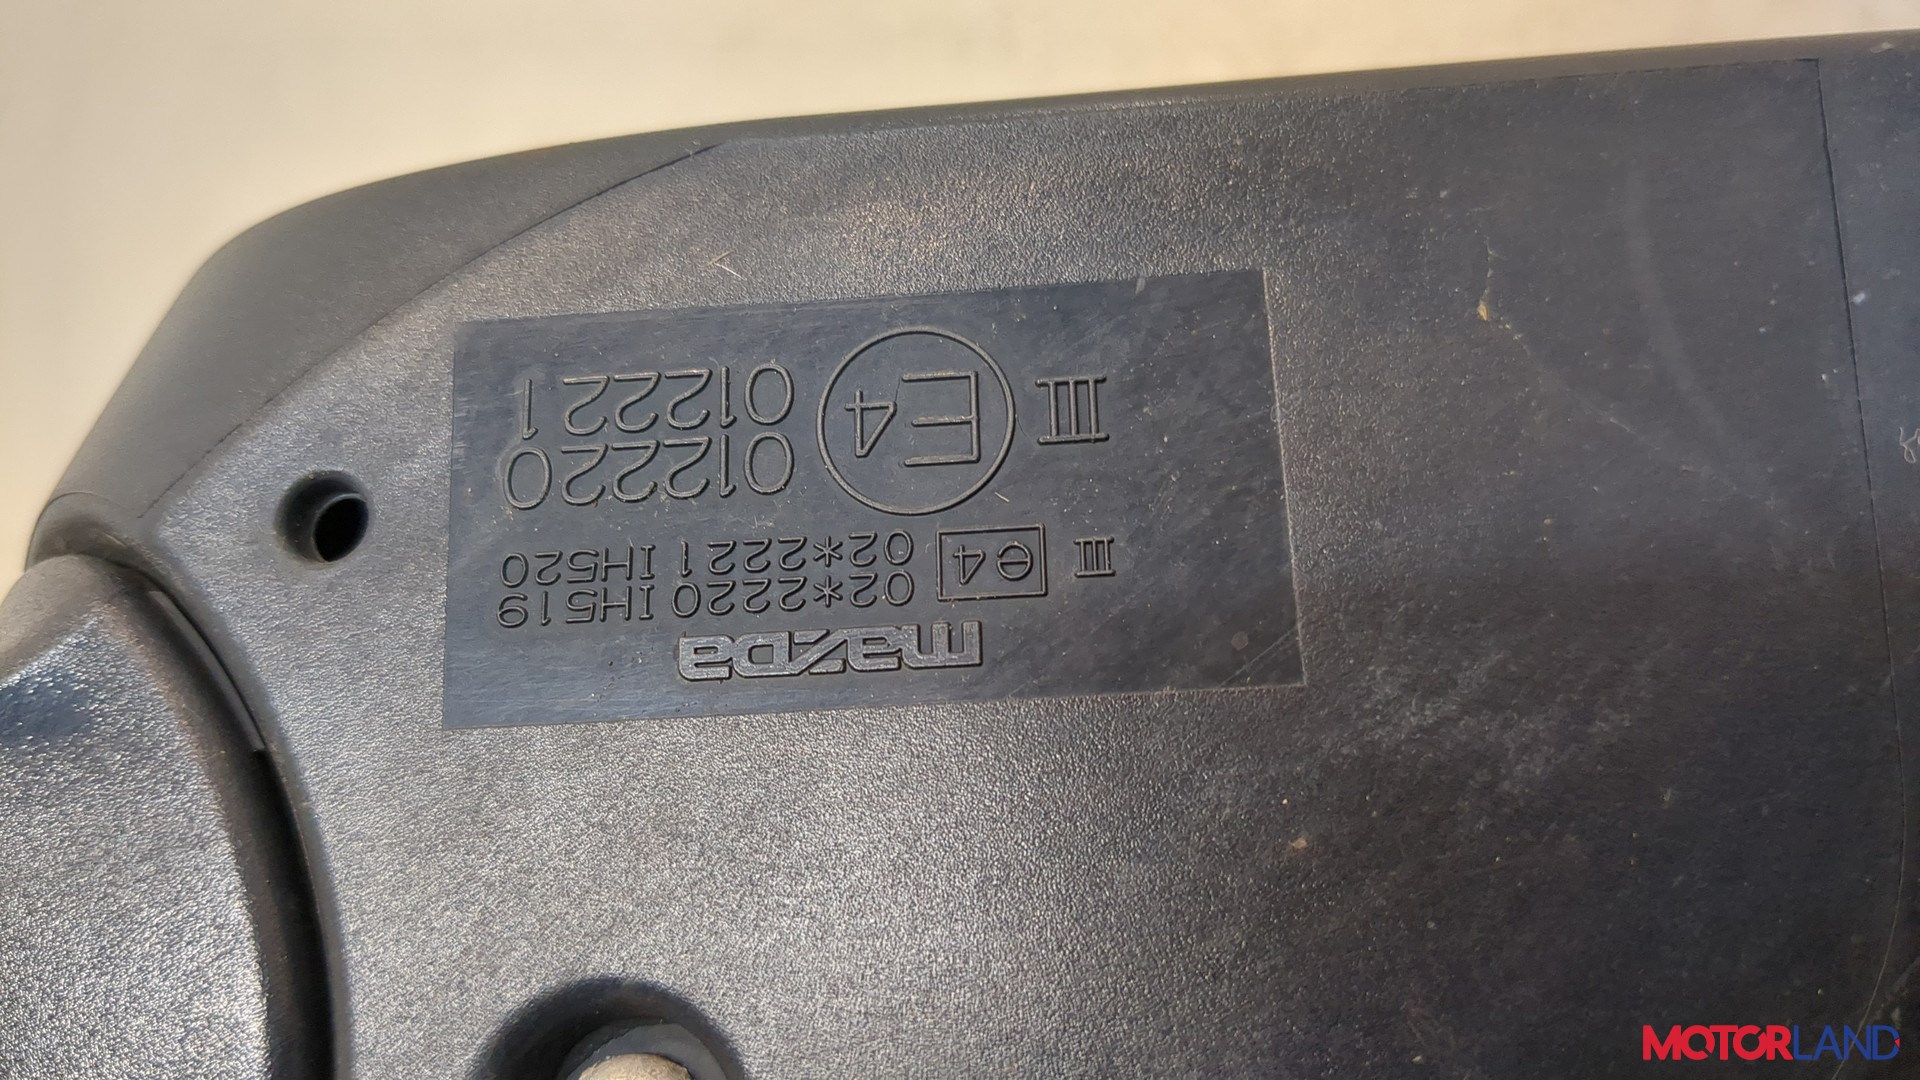 mazda
III e4 02*2220 IH519
02*2221 IH520
III E4 012220
012221
MOTORLAND